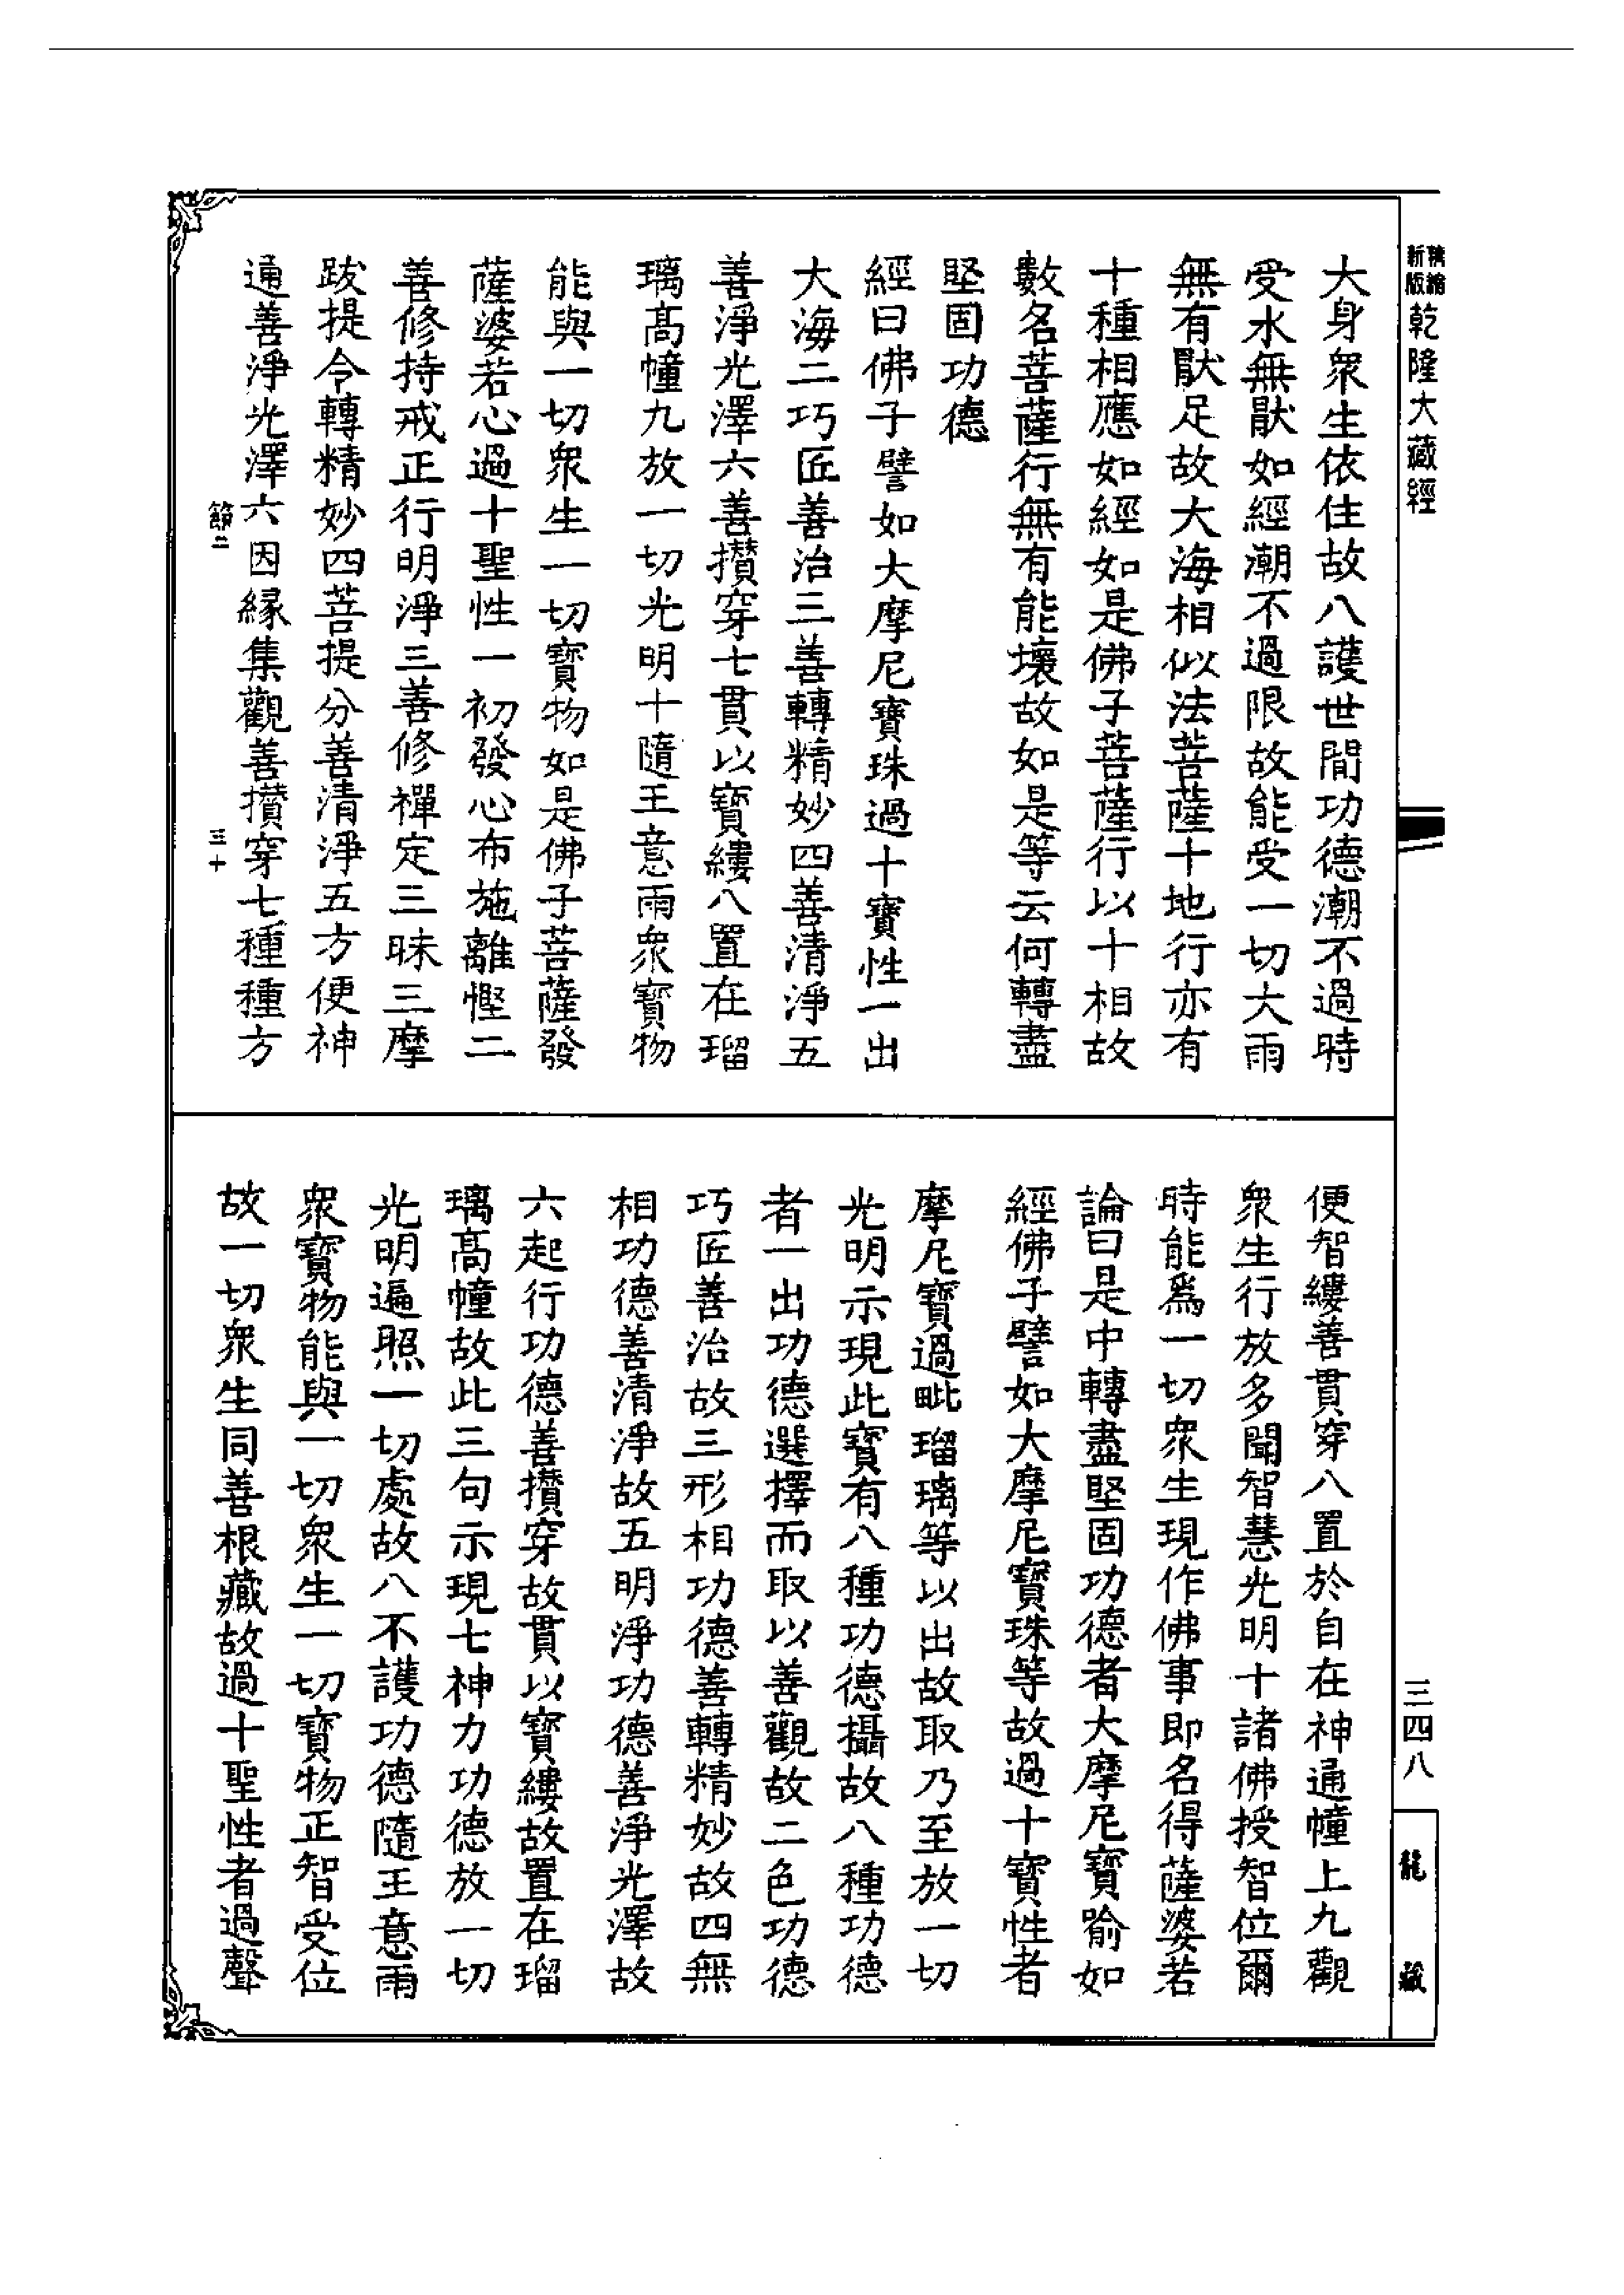 新版
乾隆大藏經
大身衆生依住故八護世間功德潮不過時
受水無猒如經潮不過限故能受一切大雨
無有猒足故大海相似法菩薩十地行亦有
十種相應如經如是佛子菩薩行以十相故
數名菩薩行無有能壞故如是等云何轉盡
堅固功德
經曰佛子譬如大摩尼寶珠過十寶性一出
大海二巧匠善治三善轉精妙四善清淨五
善淨光澤六善攢穿七貫以寶縷八置在瑠
璃髙幢九放一切光明十隨王意雨衆寶物
能與一切衆生一切寶物如是佛子菩薩發
薩婆若心過十聖性一初發心布施離慳二
善修持戒正行明淨三善修禪定三昧三摩
跋提令轉精妙四菩提分善清淨五方便神
通善淨光澤六因緣集觀善攢穿七種種方
節二
三十
便智縷善貫穿八置於自在神通幢上九觀
衆生行放多聞智慧光明十諸佛授智位爾
時能爲一切衆生現作佛事即名得薩婆若
論曰是中轉盡堅固功德者大摩尼寶喻如
經佛子譬如大摩尼寶珠等故過十寶性者
摩尼寶過毗瑠璃等以出故取乃至放一切
光明示現此寶有八種功德攝故八種功德
者一出功德選擇而取以善觀故二色功德
巧匠善治故三形相功德善轉精妙故四無
相功德善清淨故五明淨功德善淨光澤故
六起行功德善攢穿故貫以寶縷故置在瑠
璃髙幢故此三句示現七神力功德放一切
光明遍照一切處故八不護功德隨王意雨
衆寶物能與一切衆生一切寶物正智受位
故一切衆生同善根藏故過十聖性者過聲
三四八
龍藏